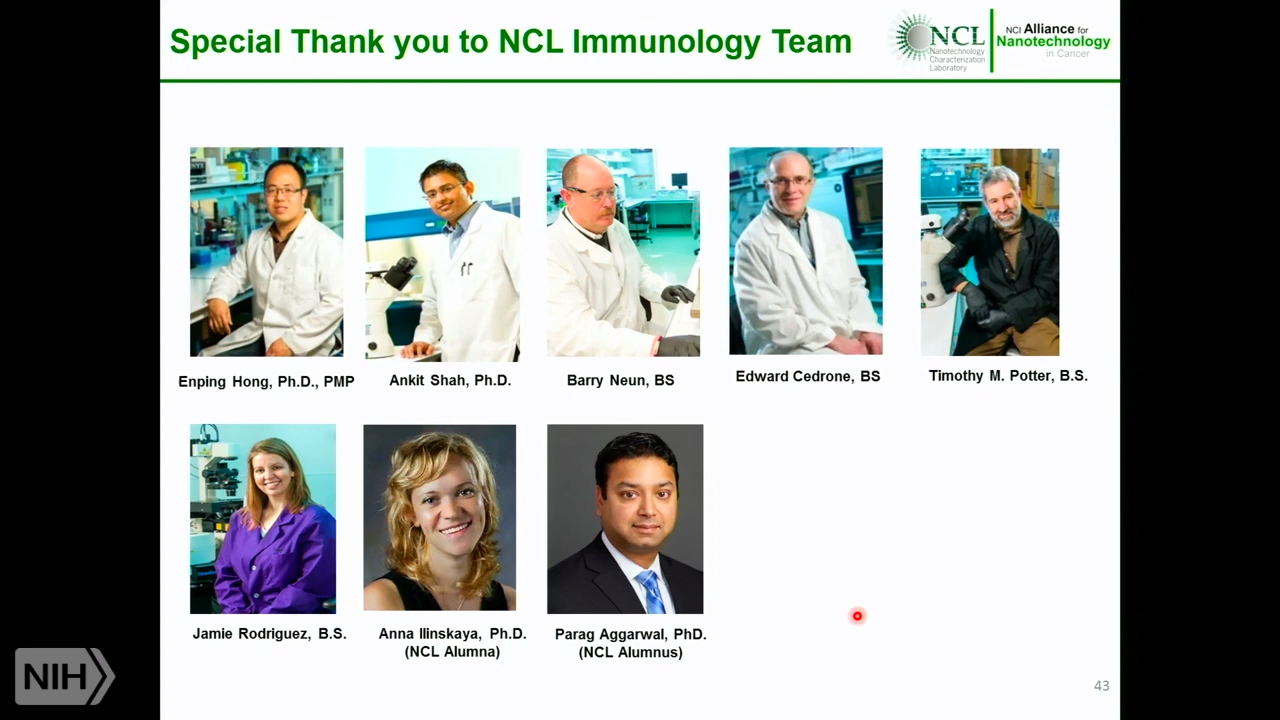 Special Thank you to NCL Immunology Team
NCL
Nanotechnology
Characterization
Laboratory
NCI Alliance for
Nanotechnology
in Cancer
Enping Hong, Ph.D., PMP
Ankit Shah, Ph.D.
Barry Neun, BS
Edward Cedrone, BS
Timothy M. Potter, B.S.
Jamie Rodriguez, B.S.
Anna Ilinskaya, Ph.D.
(NCL Alumna)
Parag Aggarwal, PhD.
(NCL Alumnus)
NIH
43